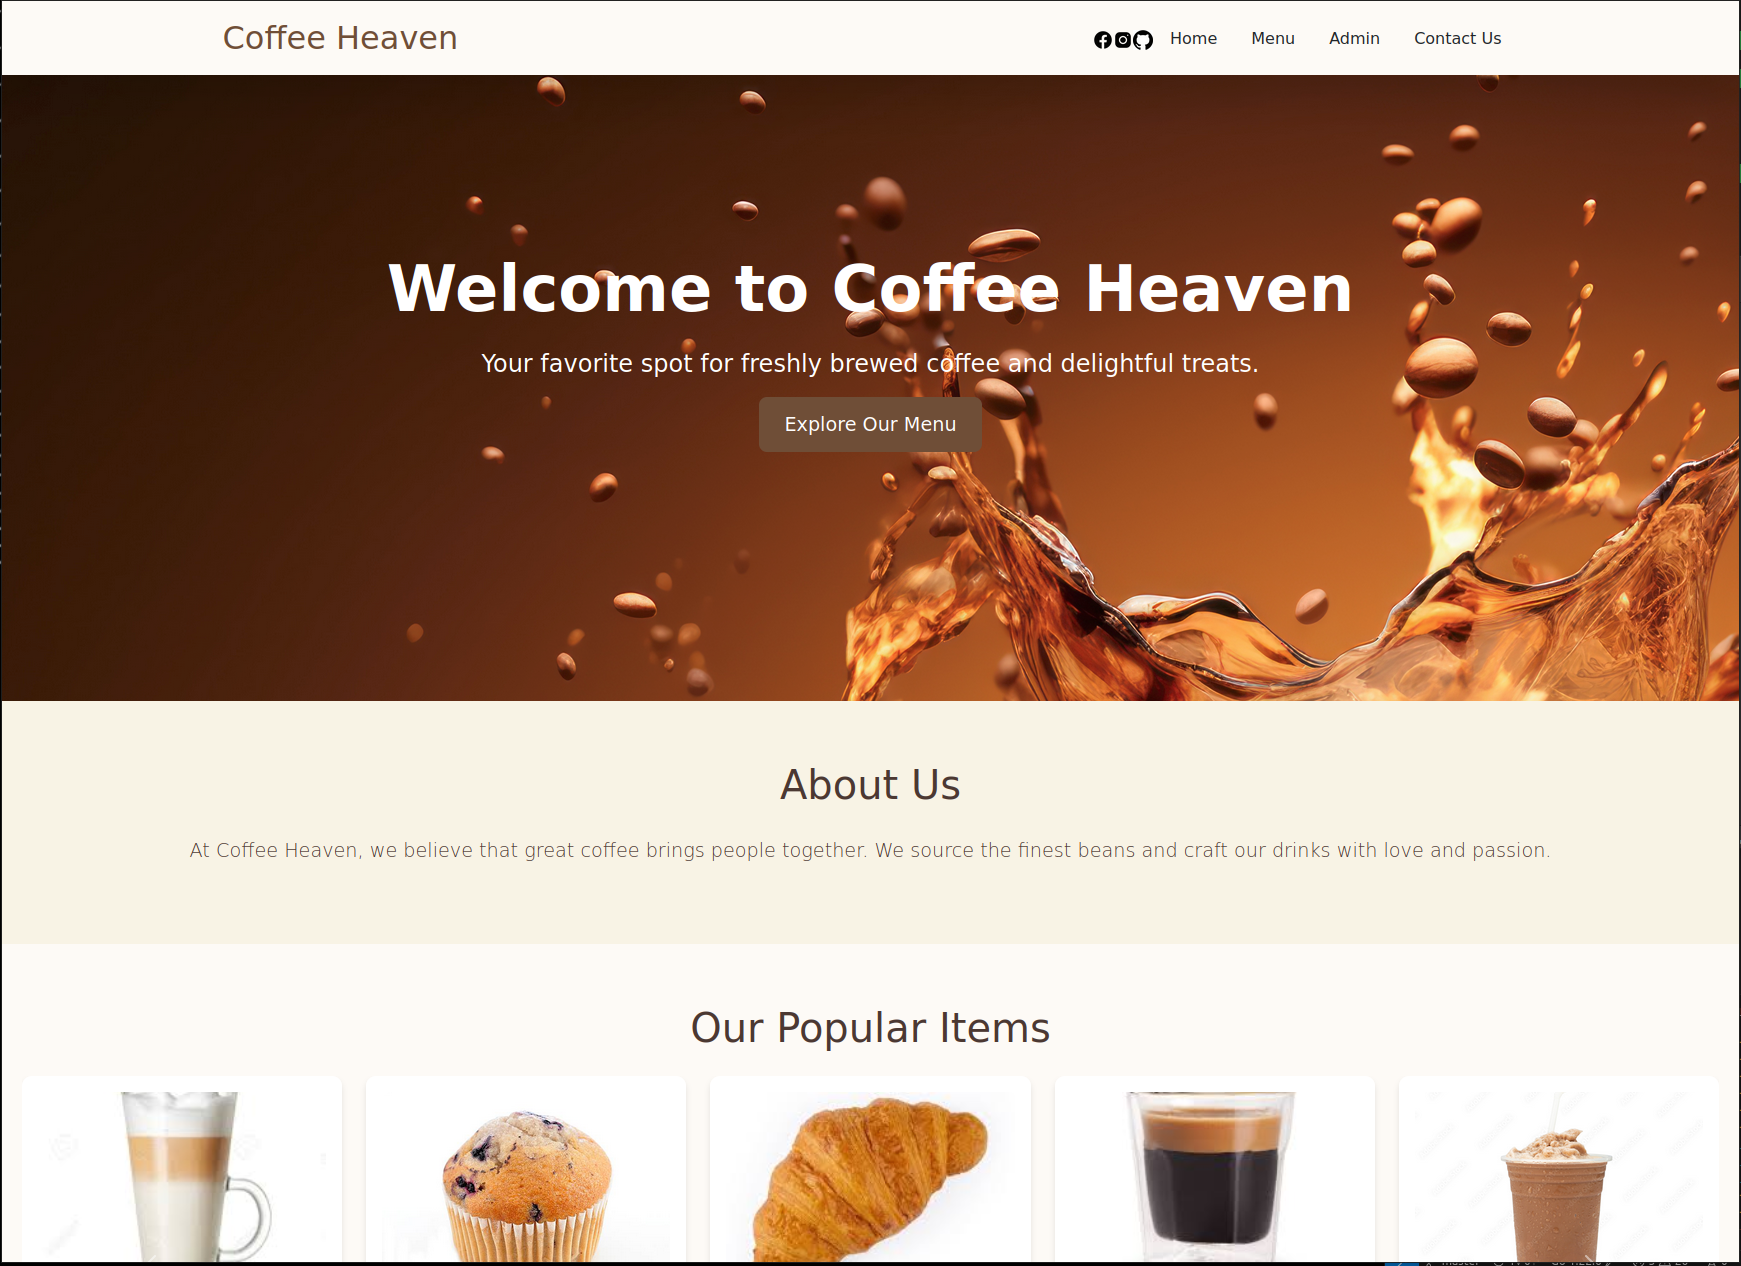 Coffee Heaven
Home Menu Admin Contact Us
Welcome to Coffee Heaven
Your favorite spot for freshly brewed coffee and delightful treats.
Explore Our Menu
About Us
At Coffee Heaven, we believe that great coffee brings people together. We source the finest beans and craft our drinks with love and passion.
Our Popular Items